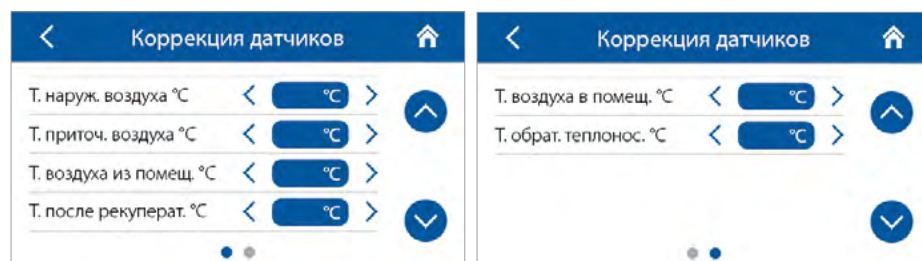 Коррекция датчиков
Т. наруж. воздуха °C
°C
Т. приточ. воздуха °C
°C
Т. воздуха из помещ. °C
°C
Т. после рекуперат. °C
°C
Коррекция датчиков
Т. воздуха в помещ. °C
°C
Т. обрат. теплонос. °C
°C